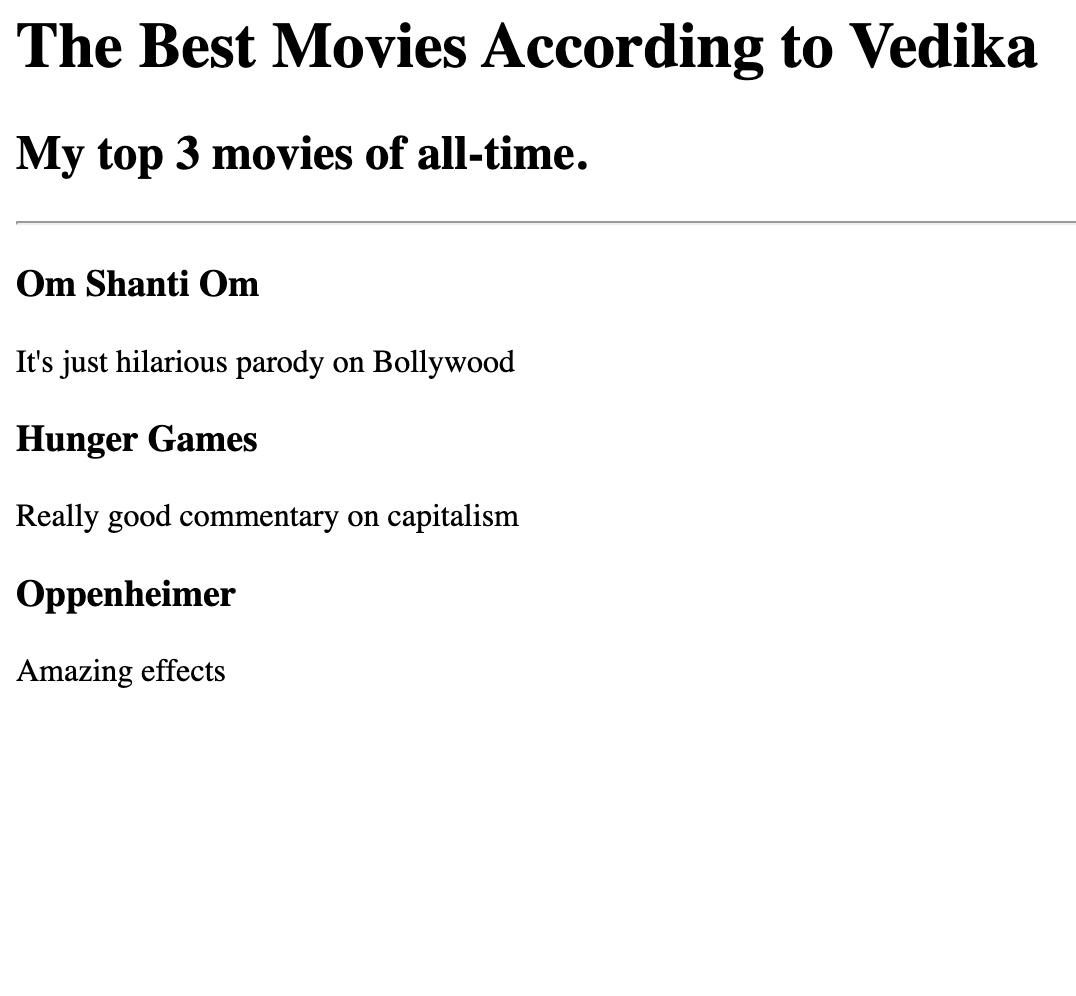 The Best Movies According to Vedika
My top 3 movies of all-time.
Om Shanti Om
It's just hilarious parody on Bollywood
Hunger Games
Really good commentary on capitalism
Oppenheimer
Amazing effects